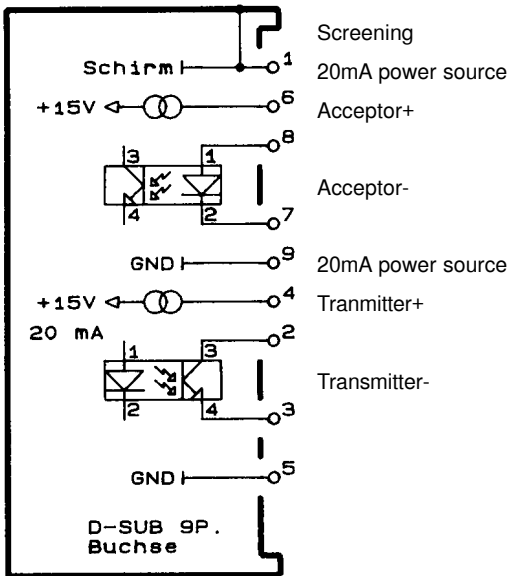 Screening
Schirm 1
20mA power source
+15V 6
Acceptor+
8
3 1
Acceptor-
4 2
7
GND 9
20mA power source
+15V 4
Tranmitter+
20 mA
2
1 3
Transmitter-
2 4
3
GND 5
D-SUB 9P.
Buchse